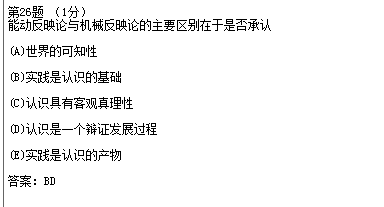 第26题 （1分）
能动反映论与机械反映论的主要区别在于是否承认
(A)世界的可知性
(B)实践是认识的基础
(C)认识具有客观真理性
(D)认识是一个辩证发展过程
(E)实践是认识的产物
答案：BD